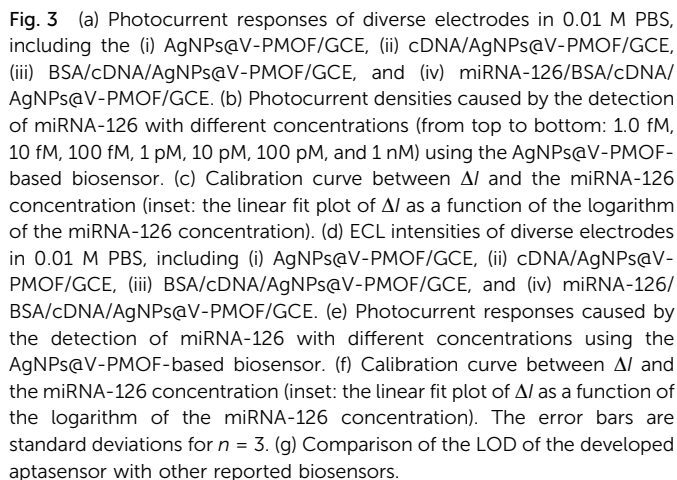 Fig. 3 (a) Photocurrent responses of diverse electrodes in 0.01 M PBS,
including the (i) AgNPs@V-PMOF/GCE, (ii) cDNA/AgNPs@V-PMOF/GCE,
(iii) BSA/cDNA/AgNPs@V-PMOF/GCE, and (iv) miRNA-126/BSA/cDNA/
AgNPs@V-PMOF/GCE. (b) Photocurrent densities caused by the detection
of miRNA-126 with different concentrations (from top to bottom: 1.0 fM,
10 fM, 100 fM, 1 pM, 10 pM, 100 pM, and 1 nM) using the AgNPs@V-PMOF-
based biosensor. (c) Calibration curve between ΔI and the miRNA-126
concentration (inset: the linear fit plot of ΔI as a function of the logarithm
of the miRNA-126 concentration). (d) ECL intensities of diverse electrodes
in 0.01 M PBS, including (i) AgNPs@V-PMOF/GCE, (ii) cDNA/AgNPs@V-
PMOF/GCE, (iii) BSA/cDNA/AgNPs@V-PMOF/GCE, and (iv) miRNA-126/
BSA/cDNA/AgNPs@V-PMOF/GCE. (e) Photocurrent responses caused by
the detection of miRNA-126 with different concentrations using the
AgNPs@V-PMOF-based biosensor. (f) Calibration curve between ΔI and
the miRNA-126 concentration (inset: the linear fit plot of ΔI as a function of
the logarithm of the miRNA-126 concentration). The error bars are
standard deviations for n = 3. (g) Comparison of the LOD of the developed
aptasensor with other reported biosensors.